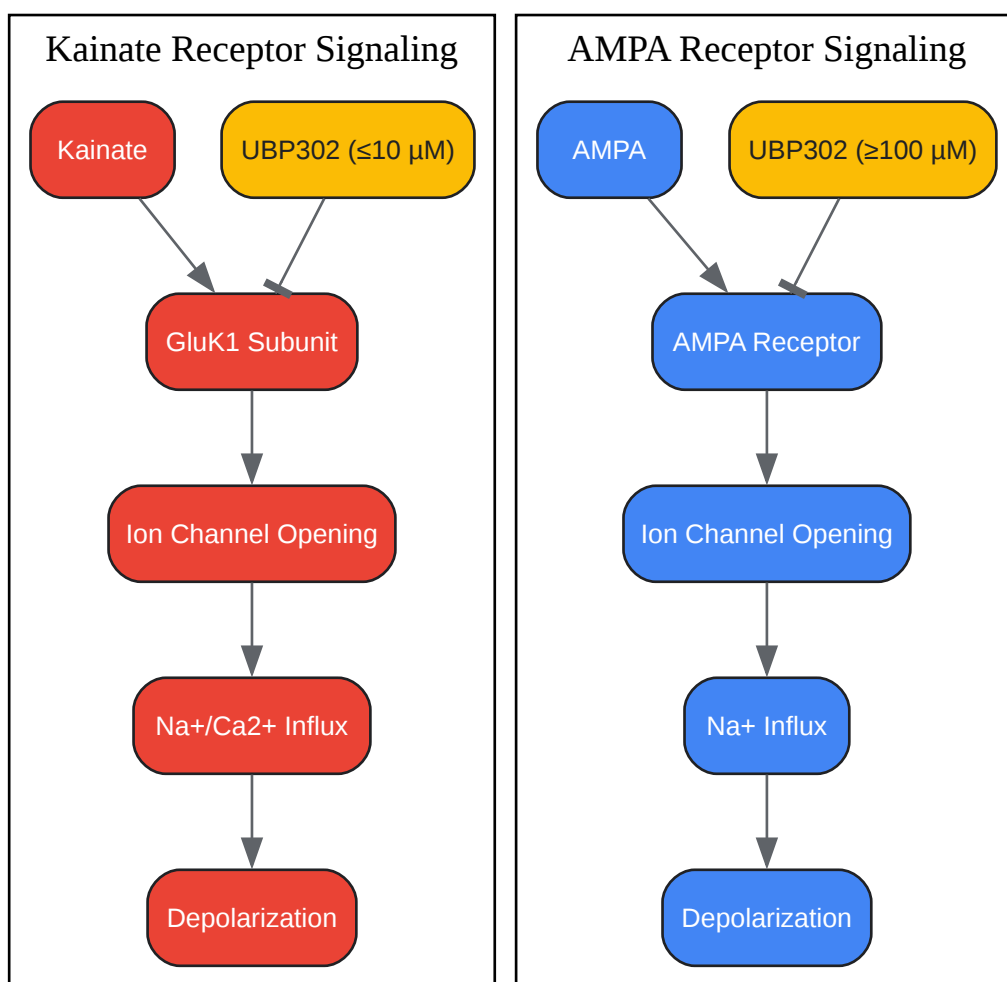 Kainate Receptor Signaling
Kainate
UBP302 (≤10 µM)
GluK1 Subunit
Ion Channel Opening
Na+/Ca2+ Influx
Depolarization
AMPA Receptor Signaling
AMPA
UBP302 (≥100 µM)
AMPA Receptor
Ion Channel Opening
Na+ Influx
Depolarization